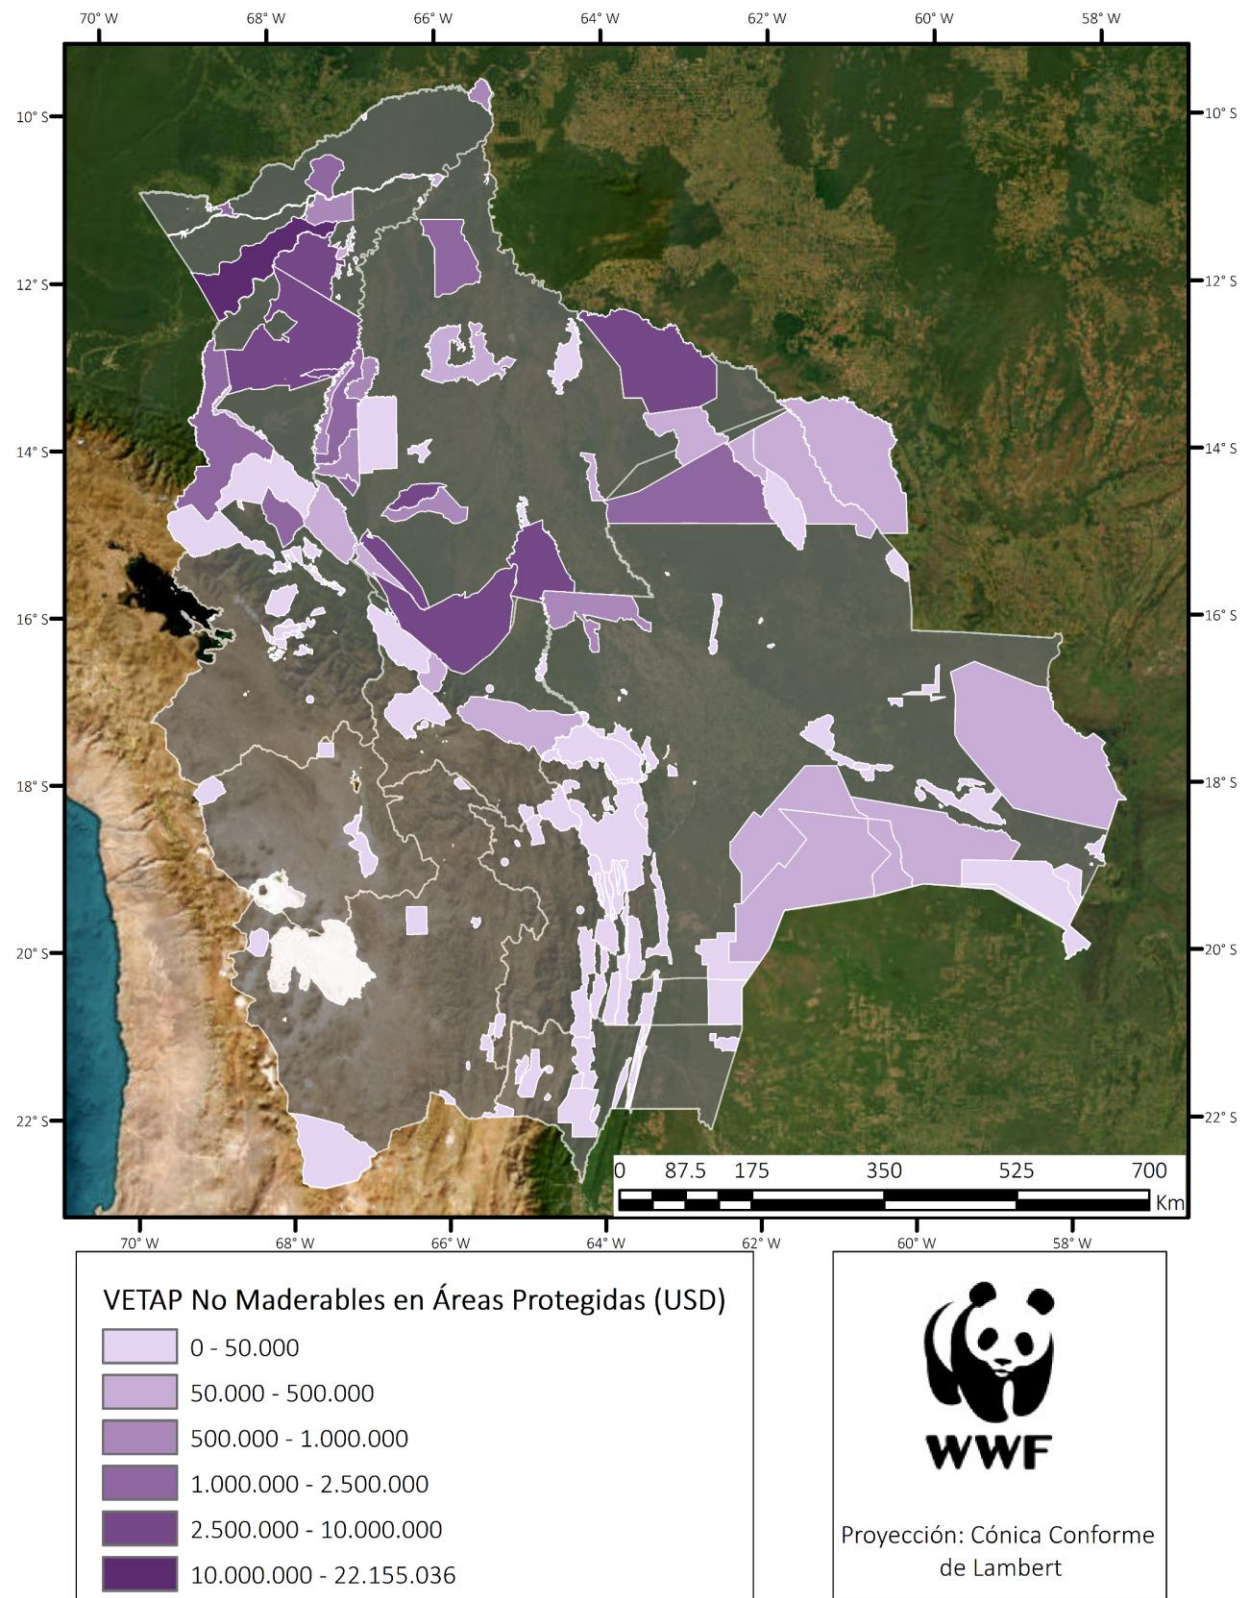 70° W 68° W 66° W 64° W 62° W 60° W 58° W
10° S 10° S
12° S 12° S
14° S 14° S
16° S 16° S
18° S 18° S
20° S 20° S
22° S 22° S
0 87.5 175 350 525 700
Km
70° W 68° W 66° W 64° W 62° W 60° W 58° W
VETAP No Maderables en Áreas Protegidas (USD)
0 - 50.000
50.000 - 500.000
500.000 - 1.000.000
1.000.000 - 2.500.000
2.500.000 - 10.000.000
10.000.000 - 22.155.036
WWF
Proyección: Cónica Conforme
de Lambert